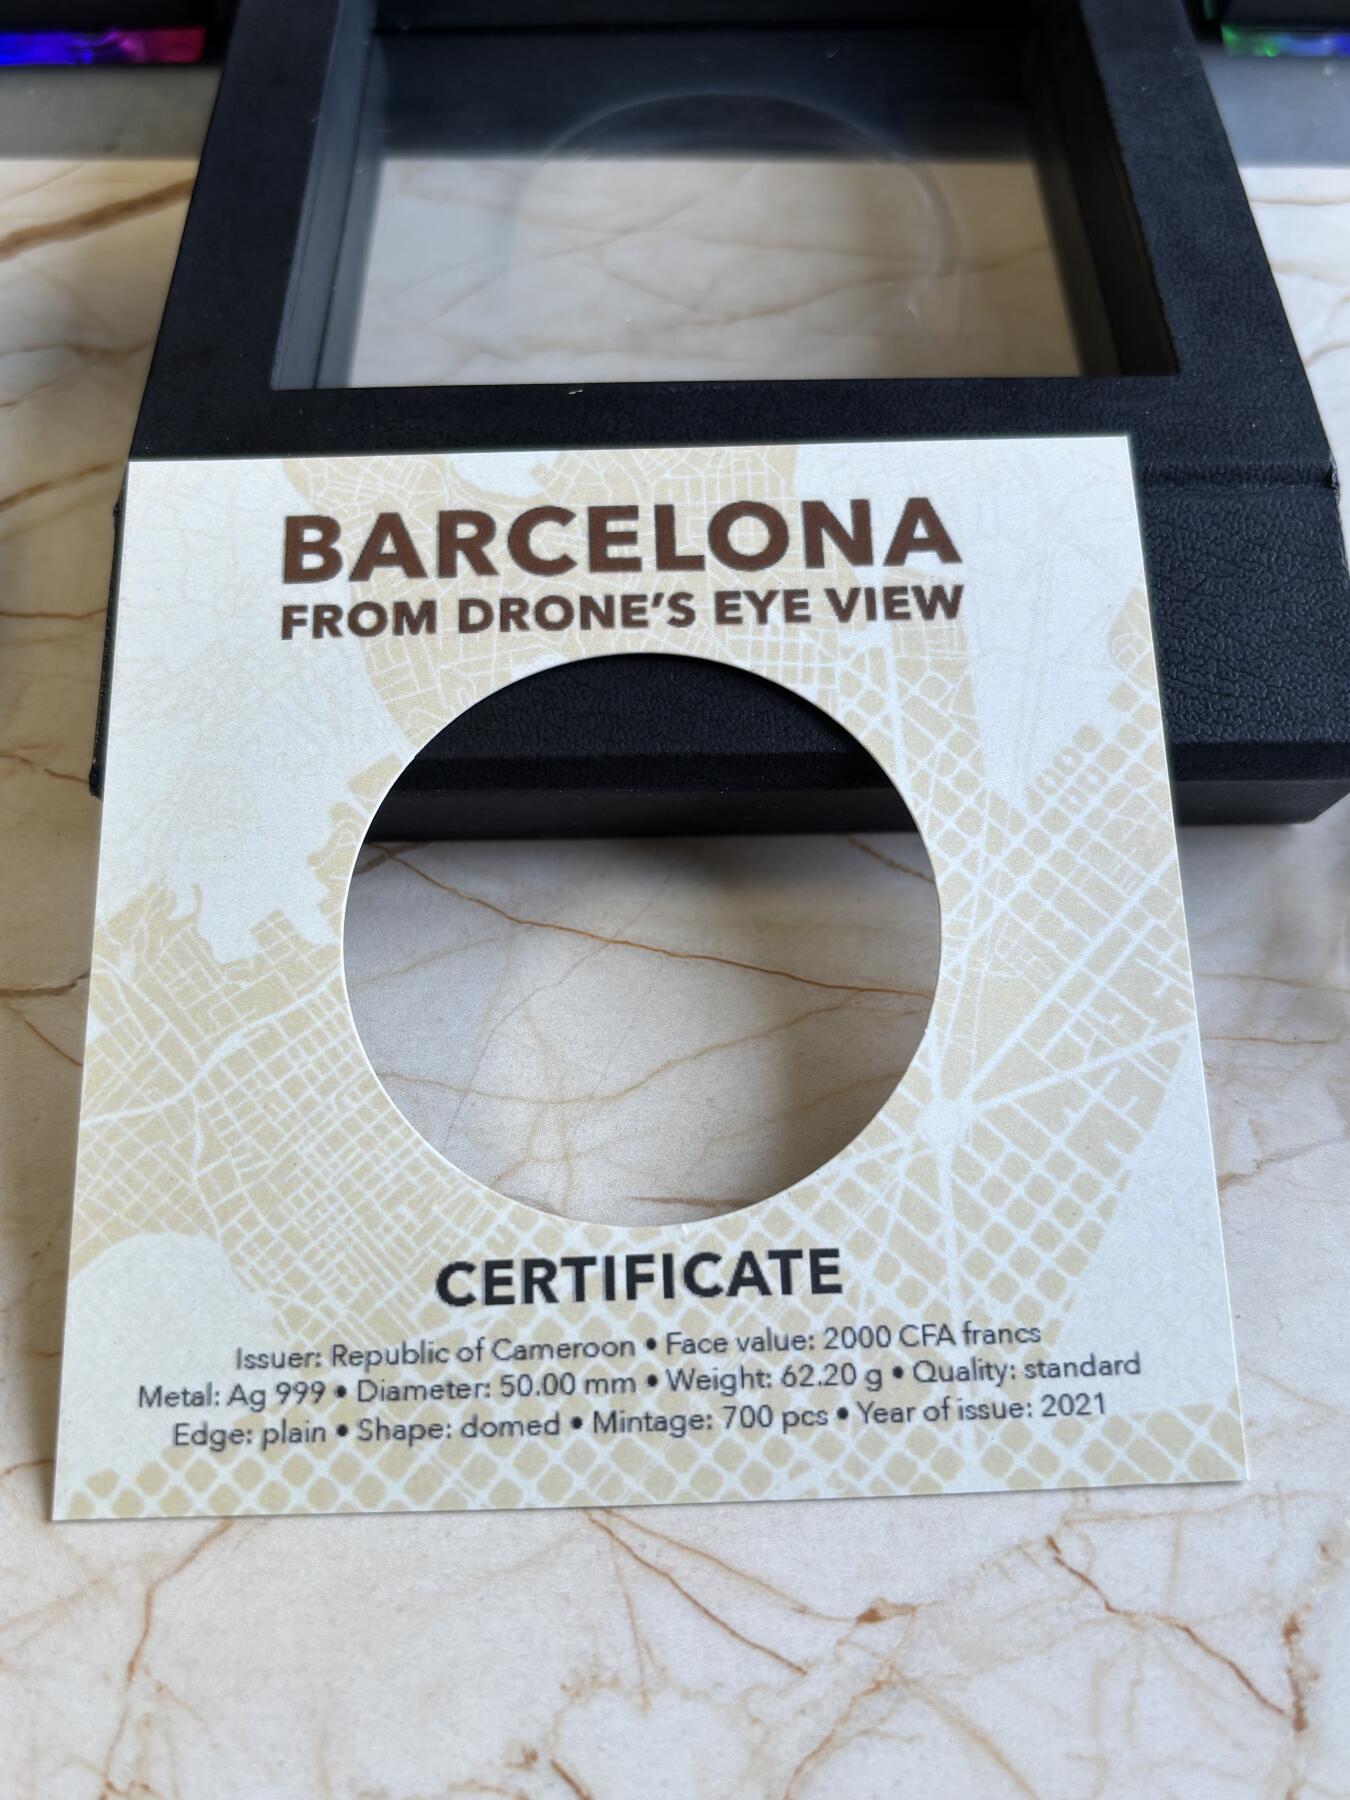 BARCELONA
FROM DRONE'S EYE VIEW
CERTIFICATE
Issuer: Republic of Cameroon • Face value: 2000 CFA francs
Metal: Ag 999 • Diameter: 50.00 mm • Weight: 62.20 g • Quality: standard
Edge: plain • Shape: domed • Mintage: 700 pcs • Year of issue: 2021